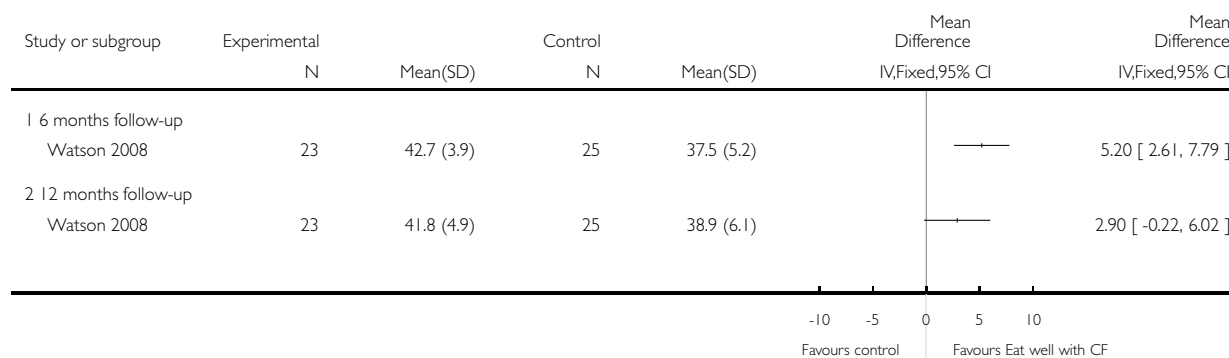 Mean Mean
Study or subgroup Experimental Control Difference Difference
N Mean(SD) N Mean(SD) IV,Fixed,95% CI IV,Fixed,95% CI
1 6 months follow-up
Watson 2008 23 42.7 (3.9) 25 37.5 (5.2) 5.20 [ 2.61, 7.79 ]
2 12 months follow-up
Watson 2008 23 41.8 (4.9) 25 38.9 (6.1) 2.90 [ -0.22, 6.02 ]
-10 -5 0 5 10
Favours control Favours Eat well with CF